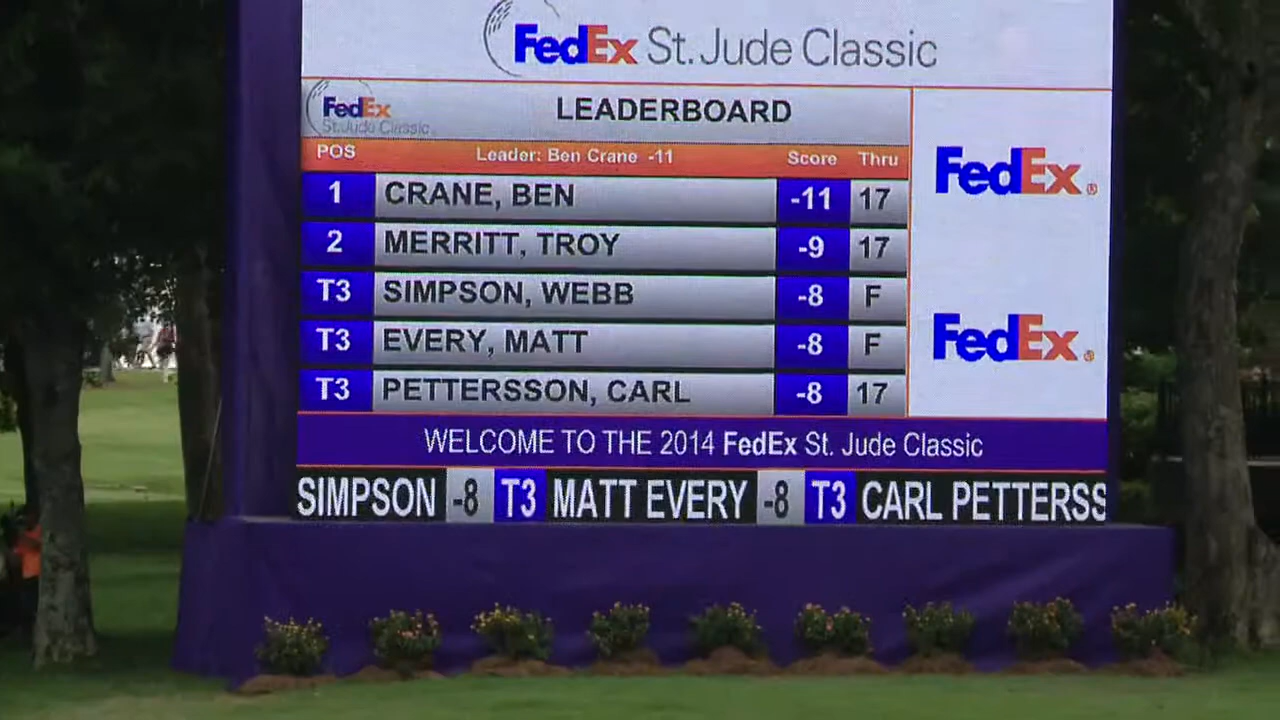 FedEx St. Jude Classic
FedEx
St. Jude Classic
LEADERBOARD
POS Leader: Ben Crane -11 Score Thru
1 CRANE, BEN -11 17
2 MERRITT, TROY -9 17
T3 SIMPSON, WEBB -8 F
T3 EVERY, MATT -8 F
T3 PETTERSSON, CARL -8 17
FedEx®
FedEx®
WELCOME TO THE 2014 FedEx St. Jude Classic
SIMPSON -8 T3 MATT EVERY -8 T3 CARL PETTERSS